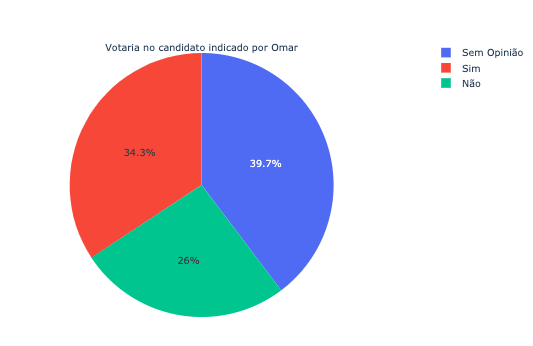 Votaria no candidato indicado por Omar
Sem Opinião
Sim
Não
34.3%
39.7%
26%